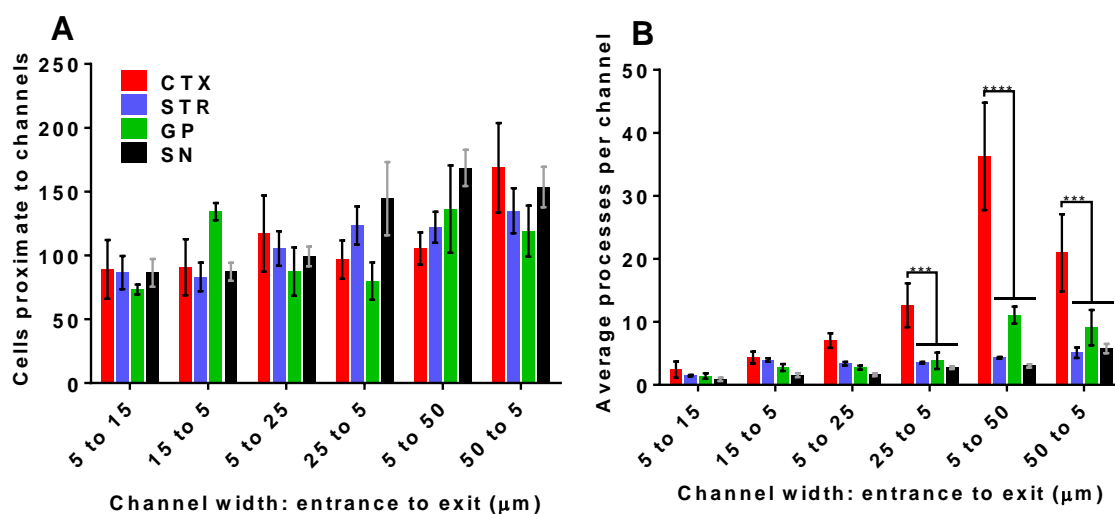 A
Cells proximate to channels
250
200
150
100
50
0
CTX
STR
GP
SN
5 to 15
15 to 5
5 to 25
25 to 5
5 to 50
50 to 5
Channel width: entrance to exit (μm)
B
Average processes per channel
50
40
30
20
10
0
***
****
***
5 to 15
15 to 5
5 to 25
25 to 5
5 to 50
50 to 5
Channel width: entrance to exit (μm)